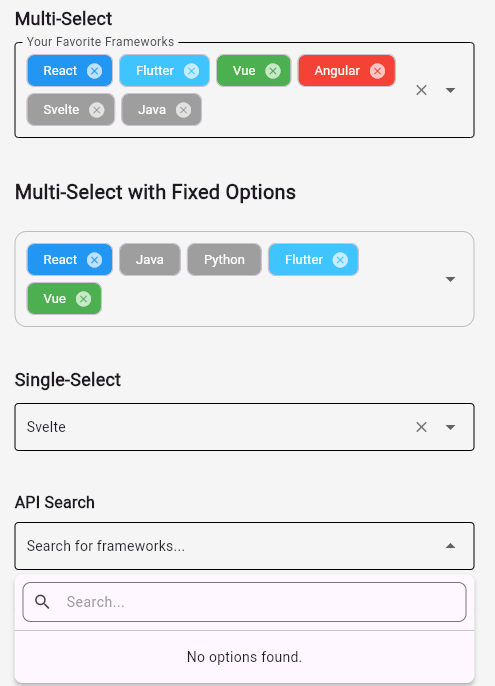 Multi-Select
Your Favorite Frameworks
React Flutter Vue Angular
Svelte Java
Multi-Select with Fixed Options
React Java Python Flutter
Vue
Single-Select
Svelte
API Search
Search for frameworks...
Search...
No options found.